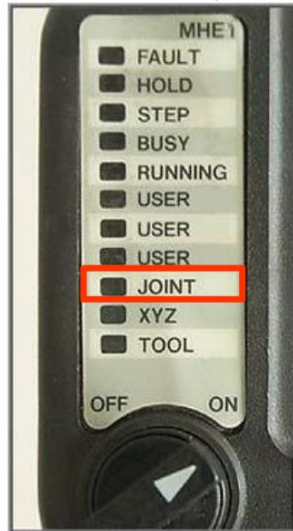 MHE1
FAULT
HOLD
STEP
BUSY
RUNNING
USER
USER
USER
JOINT
XYZ
TOOL
OFF ON